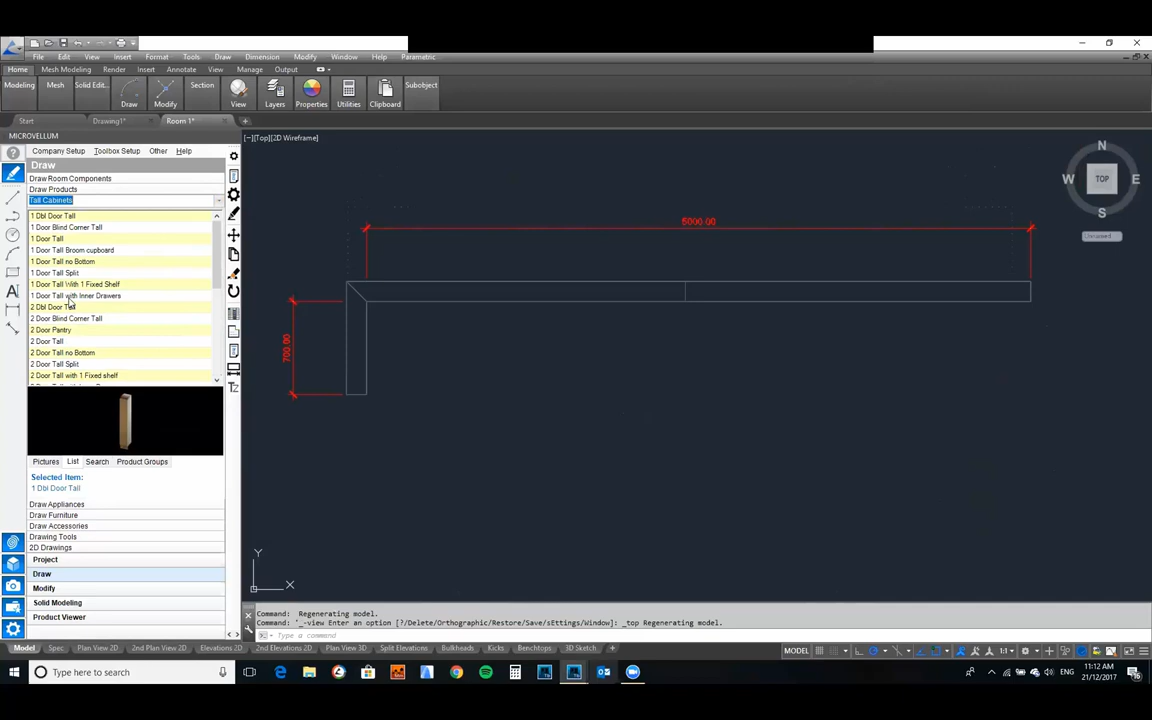 File Edit View Insert Format Tools Draw Dimension Modify Window Help Parametric
Home Mesh Modeling Render Insert Annotate View Manage Output
Modeling Mesh Solid Edit... Draw Modify Section View Layers Properties Utilities Clipboard Subobject
Start Drawing1* Room 1*
MICROVELLUM
[−][Top][2D Wireframe]
Company Setup Toolbox Setup Other Help
Draw
Draw Room Components
Draw Products
Tall Cabinets
1 Dbl Door Tall
1 Door Blind Corner Tall
1 Door Tall
1 Door Tall Broom cupboard
1 Door Tall no Bottom
1 Door Tall Split
1 Door Tall With 1 Fixed Shelf
1 Door Tall with Inner Drawers
2 Dbl Door Tall
2 Door Blind Corner Tall
2 Door Pantry
2 Door Tall
2 Door Tall no Bottom
2 Door Tall Split
2 Door Tall with 1 Fixed shelf
Pictures List Search Product Groups
Selected Item:
1 Dbl Door Tall
Draw Appliances
Draw Furniture
Draw Accessories
Drawing Tools
2D Drawings
Project
Draw
Modify
Solid Modeling
Product Viewer
5000.00
700.00
N
W TOP E
S
Unnamed
Y
X
Command: Regenerating model.
Command: '_-view Enter an option [?/Delete/Orthographic/Restore/Save/sEttings/Window]: _top Regenerating model.
Type a command
Model Spec Plan View 2D 2nd Plan View 2D Elevations 2D 2nd Elevations 2D Plan View 3D Split Elevations Bulkheads Kicks Benchtops 3D Sketch
MODEL 1:1
Type here to search
ENG
11:12 AM
21/12/2017